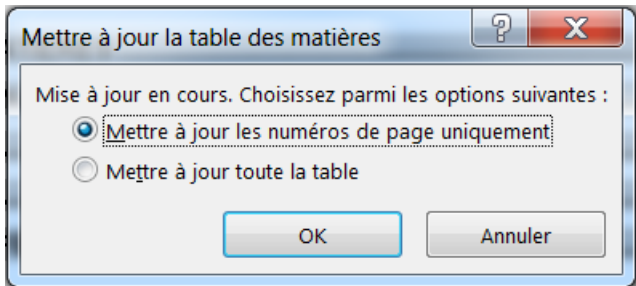 Mettre à jour la table des matières
Mise à jour en cours. Choisissez parmi les options suivantes :
Mettre à jour les numéros de page uniquement
Mettre à jour toute la table
OK
Annuler